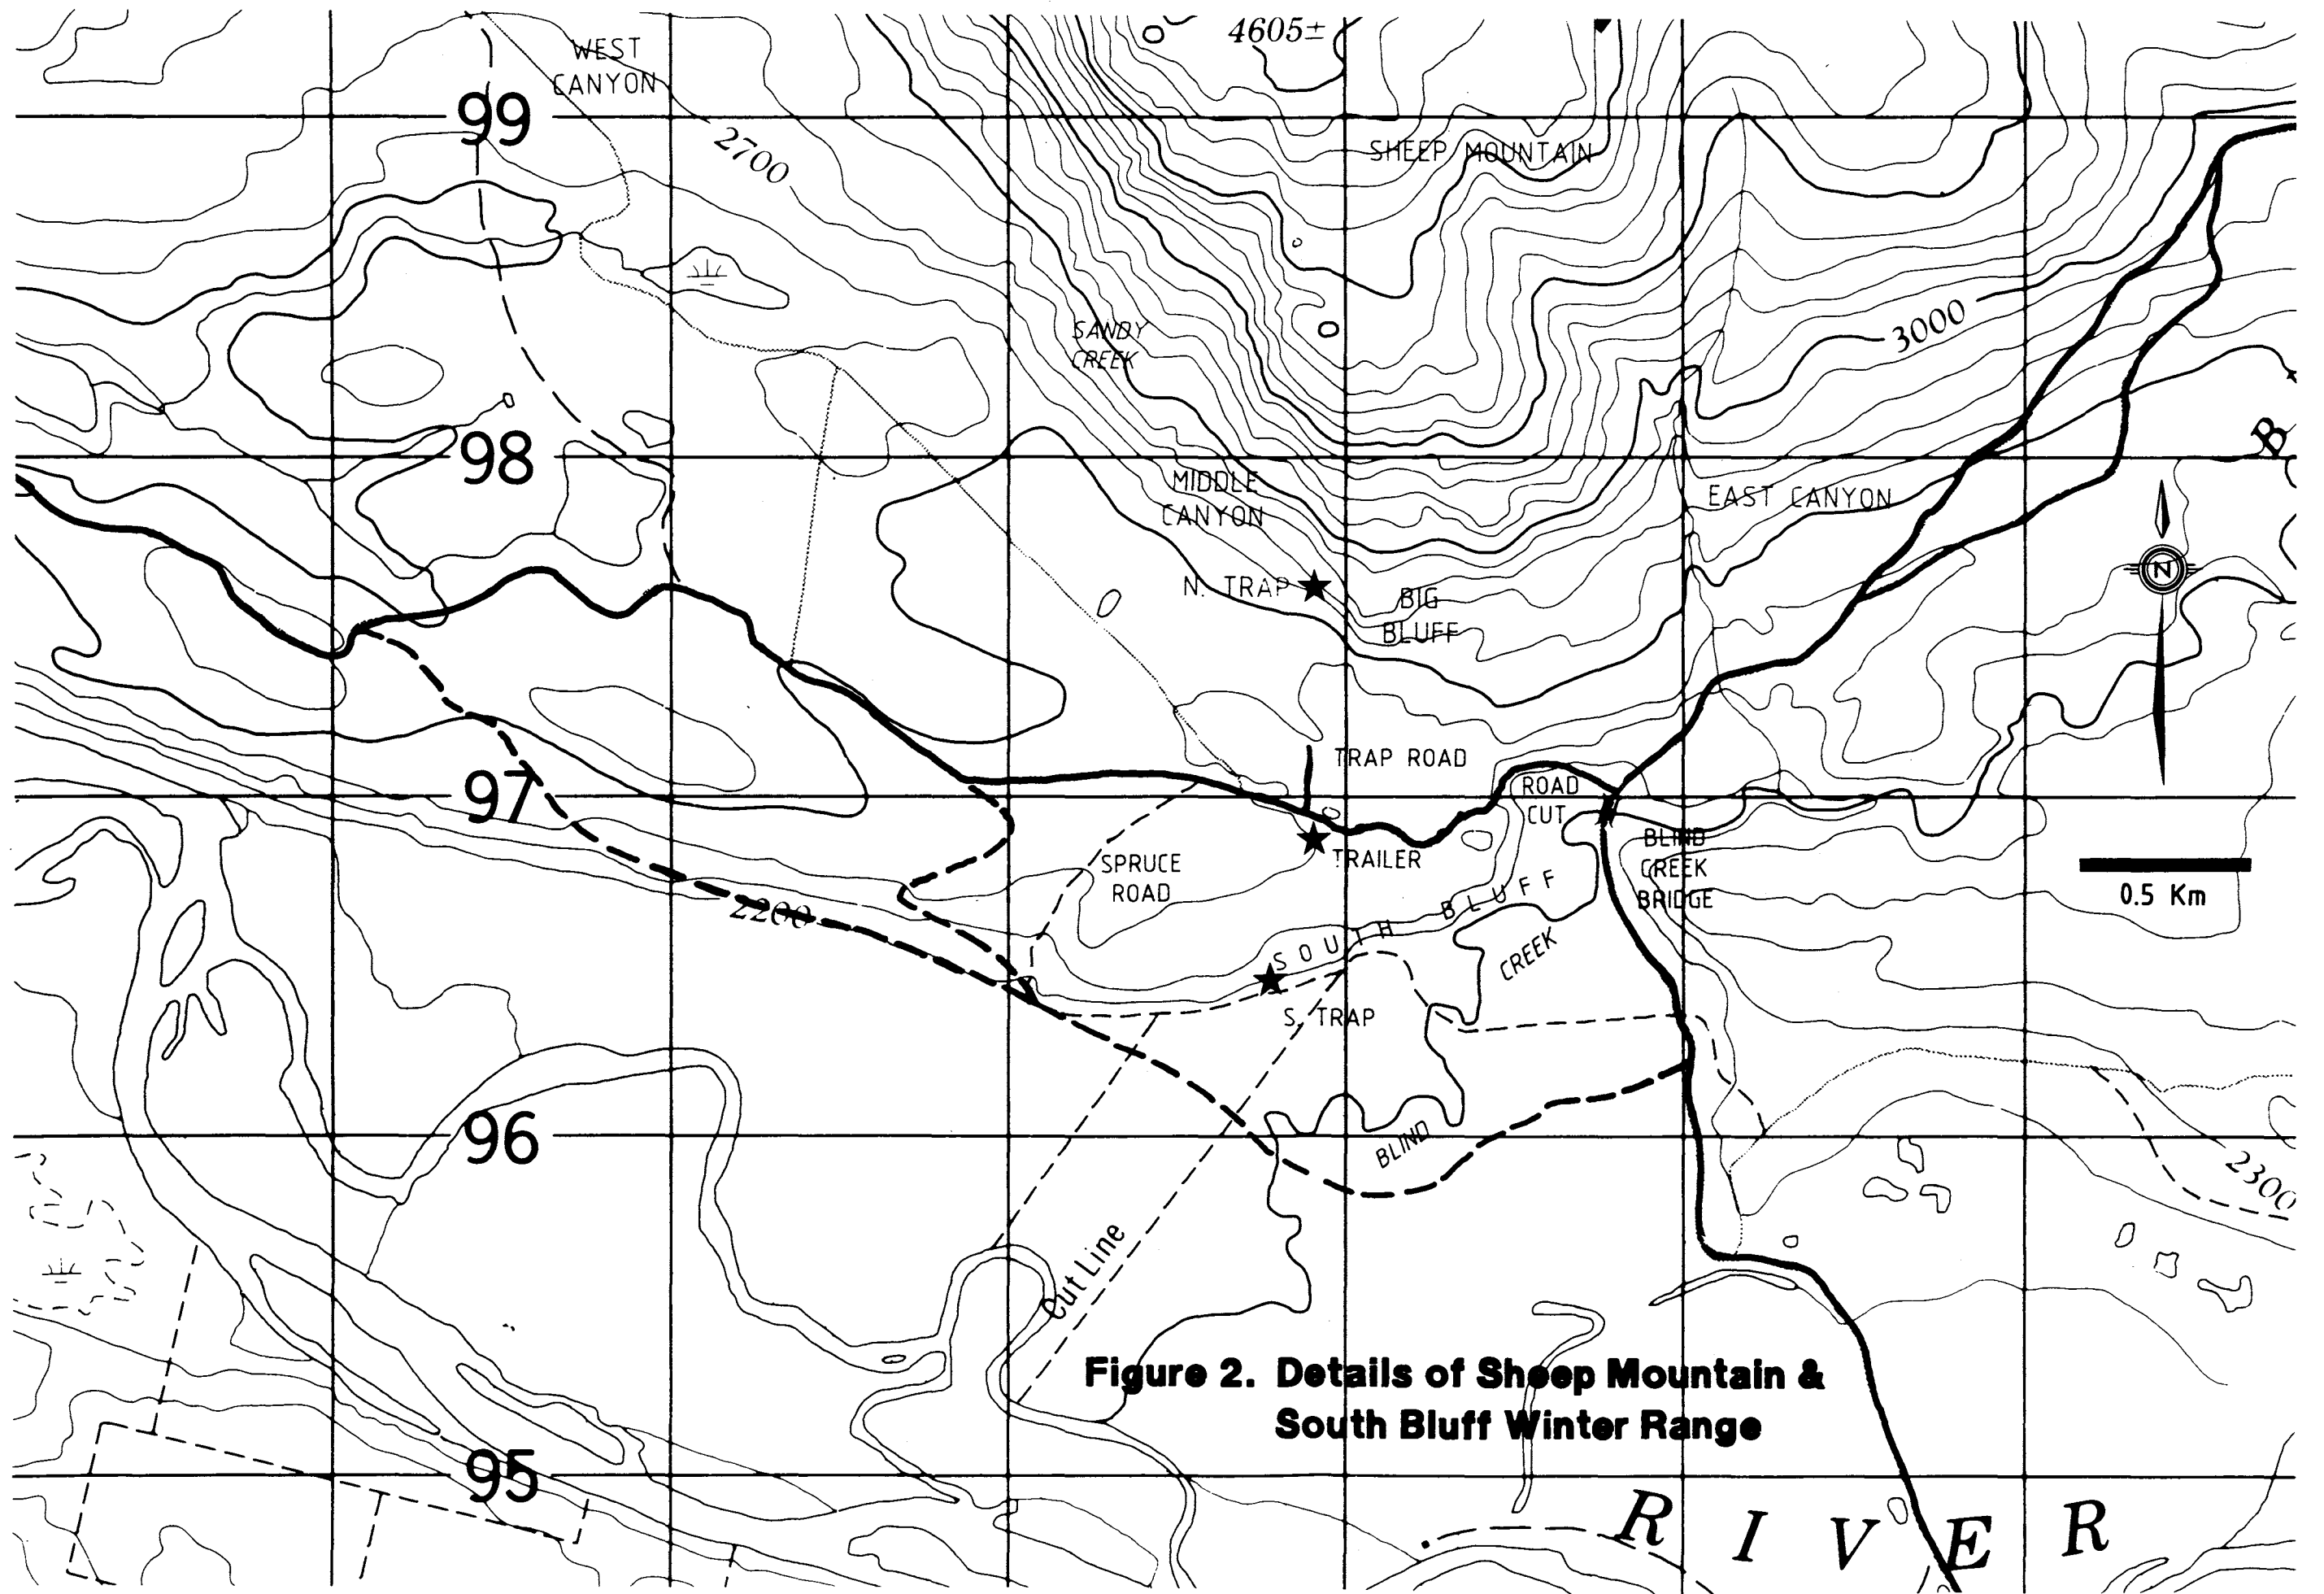 4605±
WEST
CANYON
99
2700
SHEEP MOUNTAIN
SANDY
CREEK
3000
B
98
MIDDLE
CANYON
EAST CANYON
N. TRAP
BIG
BLUFF
N
TRAP ROAD
97
ROAD
CUT
TRAILER
BLIND
CREEK
BRIDGE
SPRUCE
ROAD
0.5 Km
2200
SOUTH BLUFF
CREEK
S. TRAP
96
BLIND
2300
Cut Line
Figure 2. Details of Sheep Mountain &
South Bluff Winter Range
95
RIVER